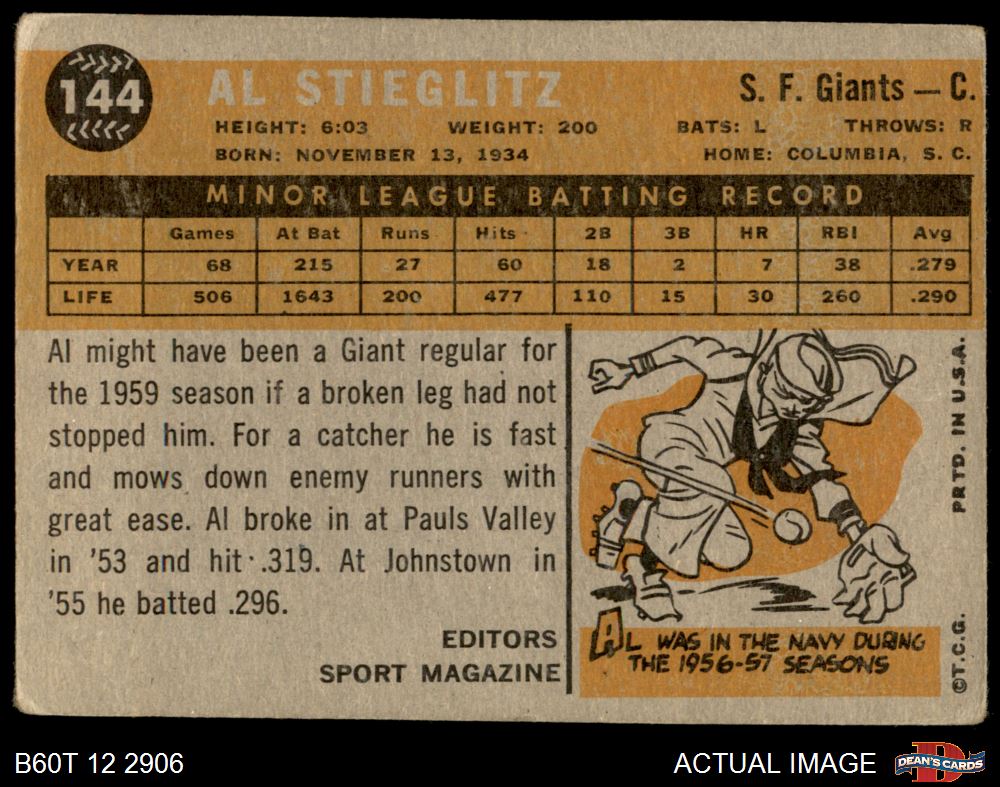 144
AL STIEGLITZ
S. F. Giants — C.
HEIGHT: 6:03 WEIGHT: 200 BATS: L THROWS: R
BORN: NOVEMBER 13, 1934 HOME: COLUMBIA, S. C.
MINOR LEAGUE BATTING RECORD
Games At Bat Runs Hits 2B 3B HR RBI Avg
YEAR 68 215 27 60 18 2 7 38 .279
LIFE 506 1643 200 477 110 15 30 260 .290
Al might have been a Giant regular for
the 1959 season if a broken leg had not
stopped him. For a catcher he is fast
and mows down enemy runners with
great ease. Al broke in at Pauls Valley
in '53 and hit .319. At Johnstown in
'55 he batted .296.
EDITORS
SPORT MAGAZINE
AL WAS IN THE NAVY DURING
THE 1956-57 SEASONS
PRTD. IN U.S.A.
©T.C.G.
B60T 12 2906
ACTUAL IMAGE
DEAN'S CARDS